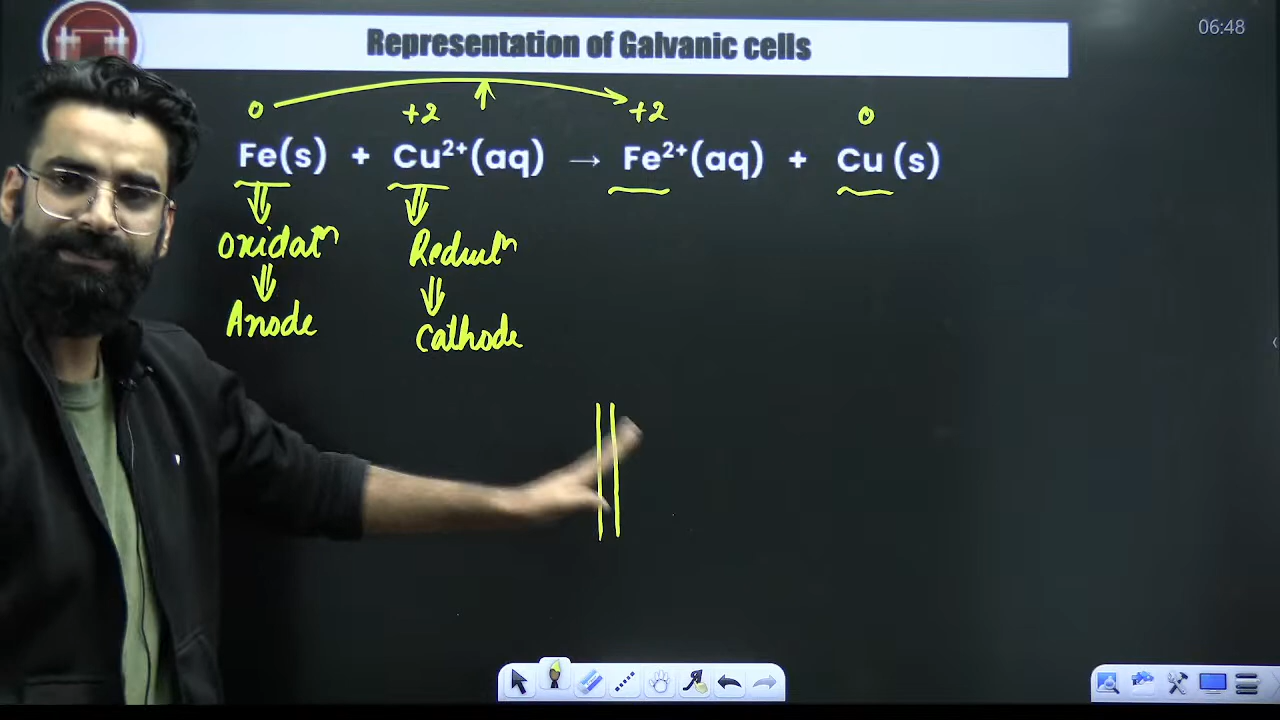 06:48
Representation of Galvanic cells
0 +2 +2 0
Fe(s) + Cu²⁺(aq) → Fe²⁺(aq) + Cu (s)
Oxidatⁿ Reductⁿ
Anode Cathode